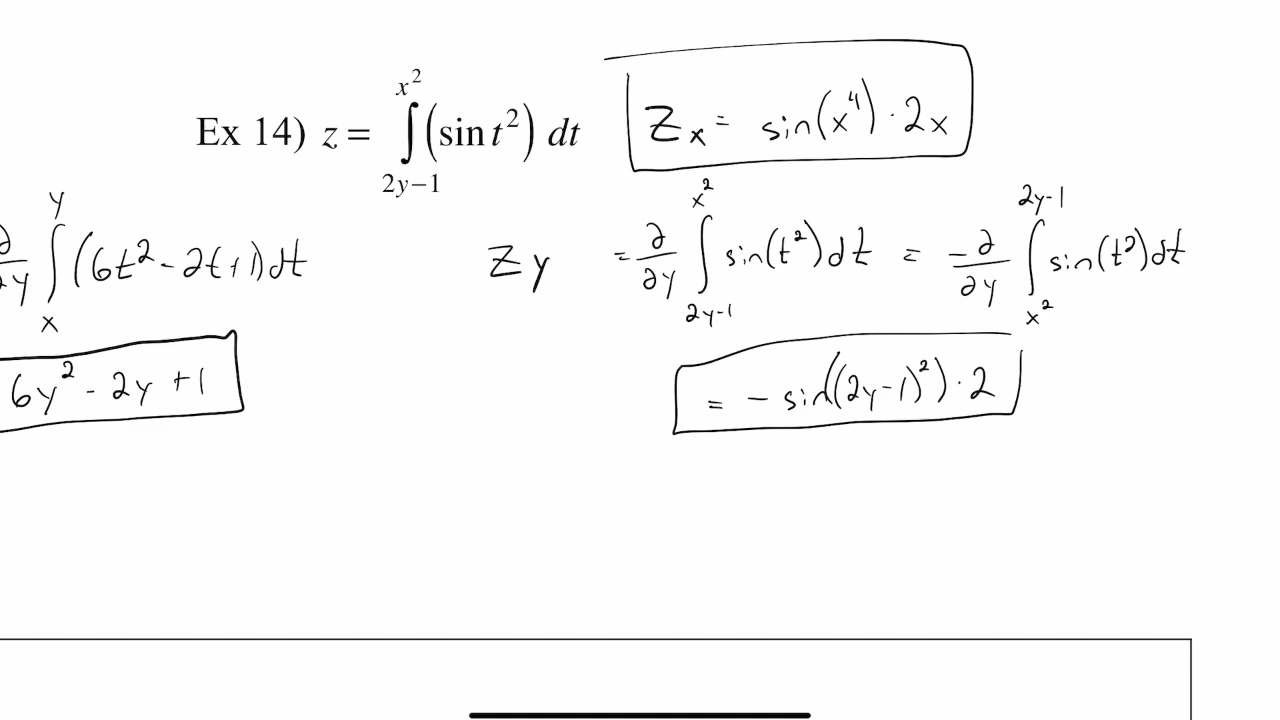 Ex 14) z = ∫_{2y−1}^{x²} (sin t²) dt
Z_x = sin(x⁴) · 2x
∂/∂y ∫_x^y (6t² - 2t + 1) dt
6y² - 2y + 1
Zy = ∂/∂y ∫_{2y-1}^{x²} sin(t²) dt = -∂/∂y ∫_{x²}^{2y-1} sin(t²) dt
= - sin((2y-1)²) · 2